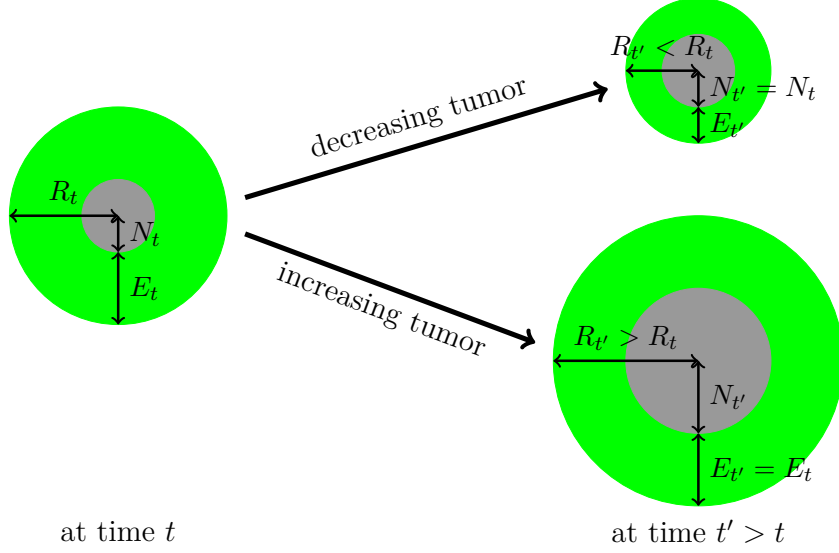 R_t
N_t
E_t
at time t
decreasing tumor
increasing tumor
R_{t'} < R_t
N_{t'} = N_t
E_{t'}
R_{t'} > R_t
N_{t'}
E_{t'} = E_t
at time t' > t